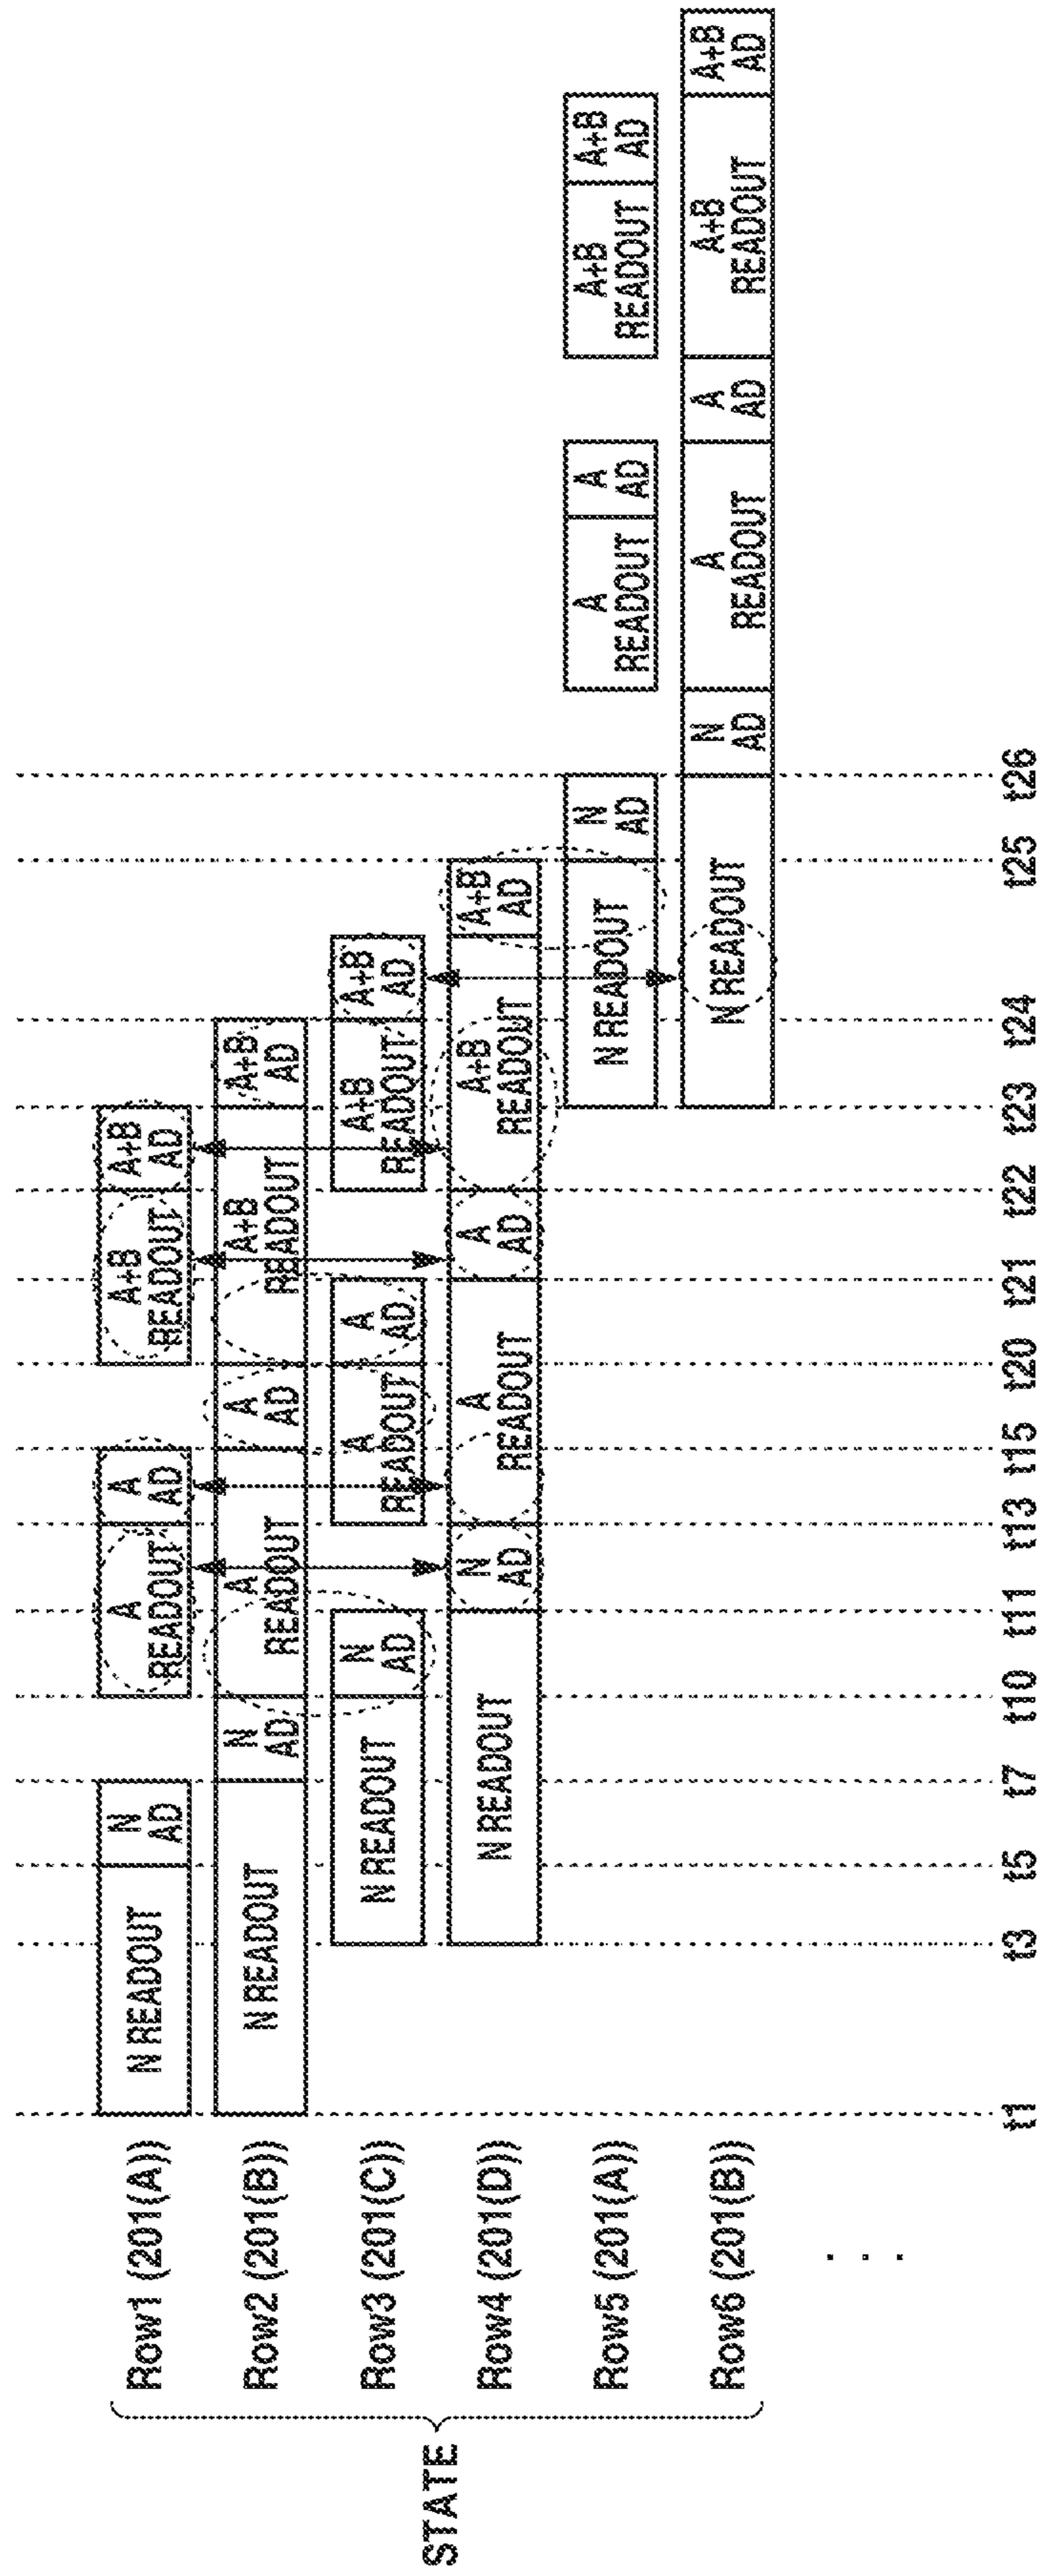 STATE
Row1 (201(A))
N READOUT
N
AD
A
READOUT
A
AD
A+B
READOUT
A+B
AD
Row2 (201(B))
N READOUT
N
AD
A
READOUT
A
AD
A+B
READOUT
A+B
AD
Row3 (201(C))
N READOUT
N
AD
A
READOUT
A
AD
A+B
READOUT
A+B
AD
Row4 (201(D))
N READOUT
N
AD
A
READOUT
A
AD
A+B
READOUT
A+B
AD
Row5 (201(A))
N READOUT
N
AD
A
READOUT
A
AD
A+B
READOUT
A+B
AD
Row6 (201(B))
N READOUT
N
AD
A
READOUT
A
AD
A+B
READOUT
A+B
AD
. . .
t1 t3 t5 t7 t10 t11 t13 t15 t20 t21 t22 t23 t24 t25 t26